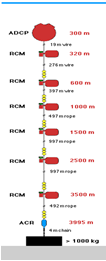 ADCP 300 m
19 m wire
RCM 320 m
276 m wire
RCM 600 m
397 m wire
RCM 1000 m
497 m rope
RCM 1500 m
997 m rope
RCM 2500 m
997 m rope
RCM 3500 m
492 m rope
ACR 3995 m
4 m chain
> 1000 kg